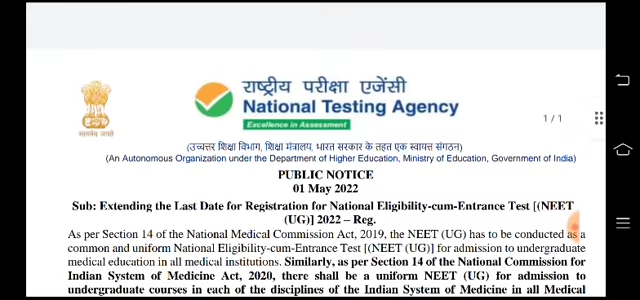 राष्ट्रीय परीक्षा एजेंसी
National Testing Agency
Excellence in Assessment
सत्यमेव जयते
1 / 1
(उच्चत्तर शिक्षा विभाग, शिक्षा मंत्रालय, भारत सरकार के तहत एक स्वायत्त संगठन)
(An Autonomous Organization under the Department of Higher Education, Ministry of Education, Government of India)
PUBLIC NOTICE
01 May 2022
Sub: Extending the Last Date for Registration for National Eligibility-cum-Entrance Test [(NEET
(UG)] 2022 – Reg.
As per Section 14 of the National Medical Commission Act, 2019, the NEET (UG) has to be conducted as a
common and uniform National Eligibility-cum-Entrance Test [(NEET (UG)] for admission to undergraduate
medical education in all medical institutions. Similarly, as per Section 14 of the National Commission for
Indian System of Medicine Act, 2020, there shall be a uniform NEET (UG) for admission to
undergraduate courses in each of the disciplines of the Indian System of Medicine in all Medical